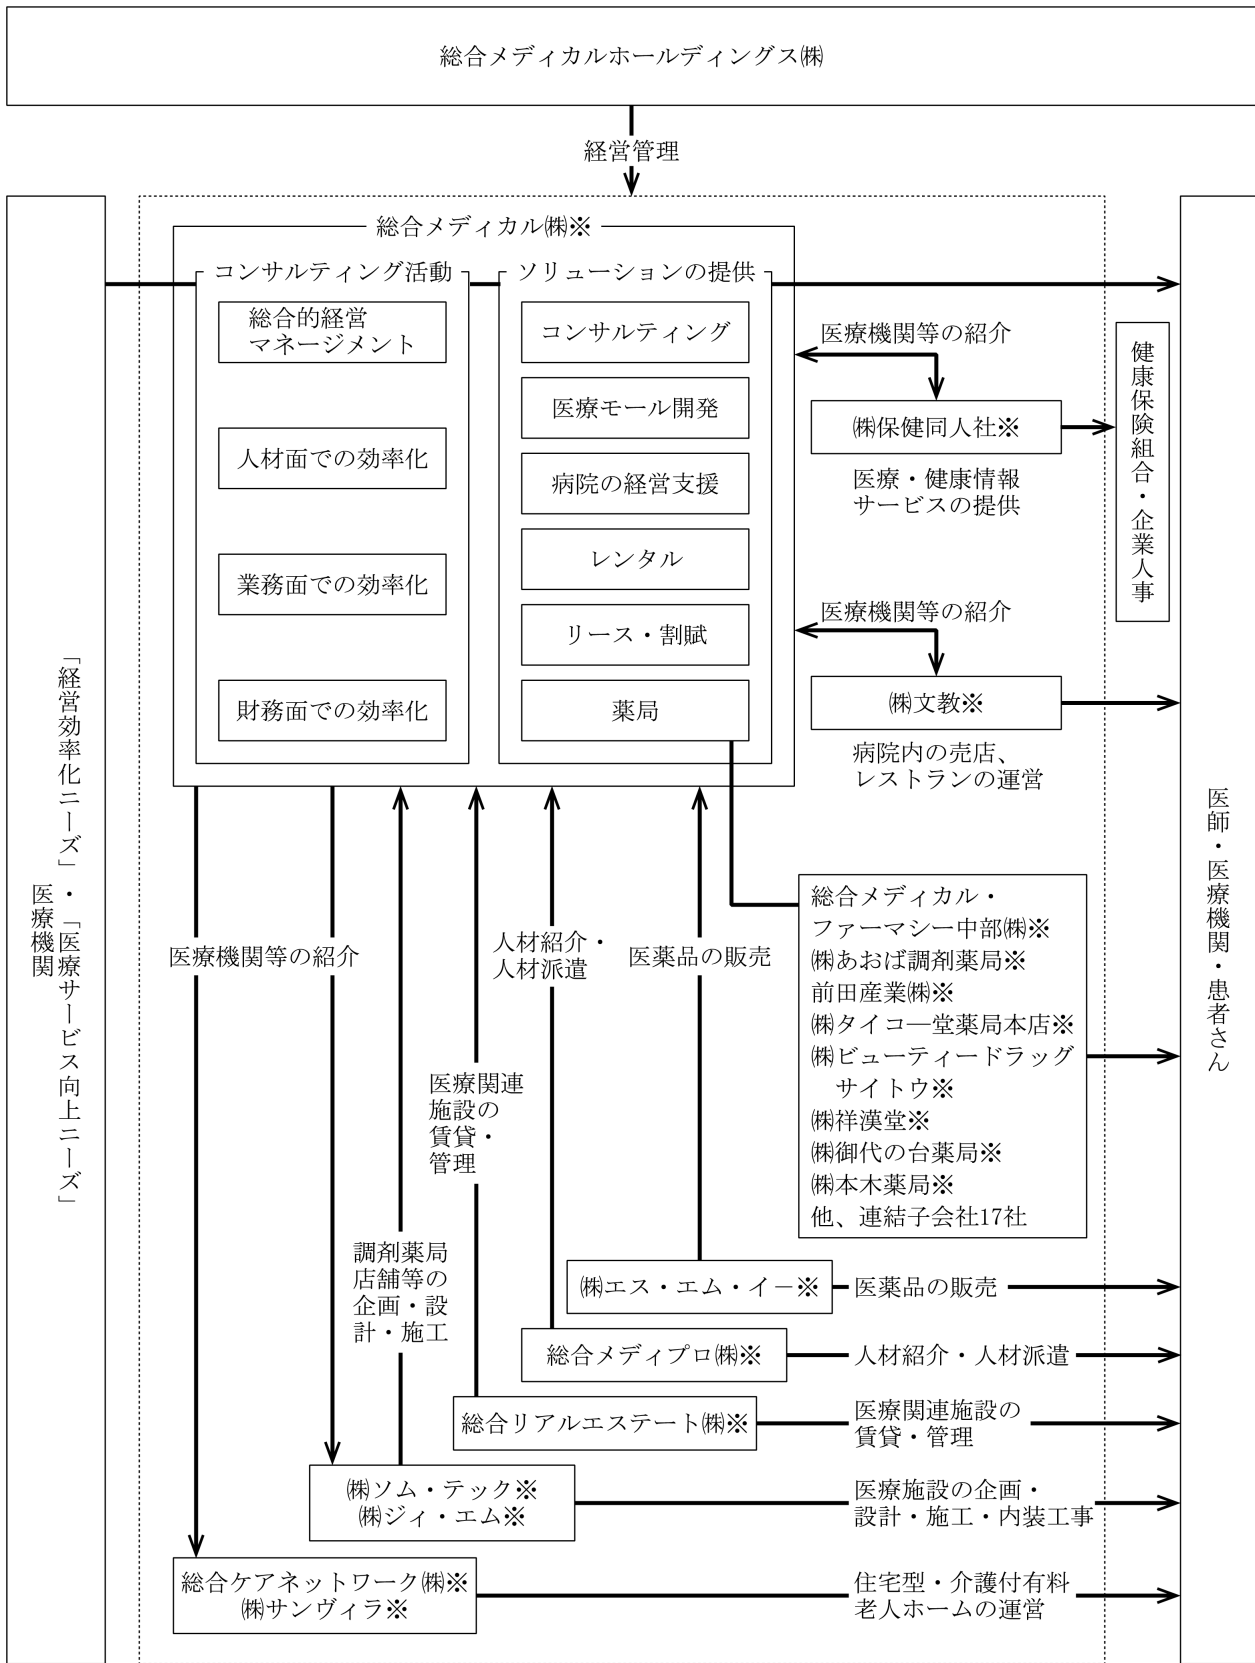 総合メディカルホールディングス㈱
経営管理
「経営効率化ニーズ」・「医療サービス向上ニーズ」
医療機関
総合メディカル㈱※
コンサルティング活動
総合的経営
マネージメント
人材面での効率化
業務面での効率化
財務面での効率化
ソリューションの提供
コンサルティング
医療モール開発
病院の経営支援
レンタル
リース・割賦
薬局
医療機関等の紹介
㈱保健同人社※
医療・健康情報
サービスの提供
健康保険組合・企業人事
医療機関等の紹介
㈱文教※
病院内の売店、
レストランの運営
医師・医療機関・患者さん
医療機関等の紹介
調剤薬局
店舗等の
企画・設
計・施工
医療関連
施設の
賃貸・
管理
人材紹介・
人材派遣
医薬品の販売
総合メディカル・
ファーマシー中部㈱※
㈱あおば調剤薬局※
前田産業㈱※
㈱タイコー堂薬局本店※
㈱ビューティードラッグ
サイトウ※
㈱祥漢堂※
㈱御代の台薬局※
㈱本木薬局※
他、連結子会社17社
㈱エス・エム・イー※
医薬品の販売
総合メディプロ㈱※
人材紹介・人材派遣
総合リアルエステート㈱※
医療関連施設の
賃貸・管理
㈱ソム・テック※
㈱ジィ・エム※
医療施設の企画・
設計・施工・内装工事
総合ケアネットワーク㈱※
㈱サンヴィラ※
住宅型・介護付有料
老人ホームの運営